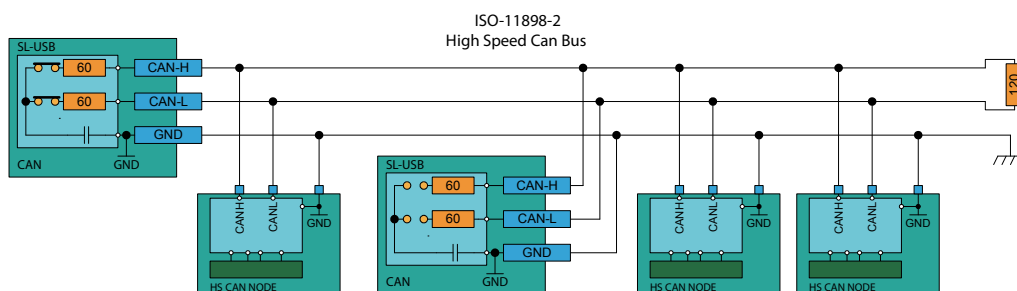 ISO-11898-2
High Speed Can Bus
SL-USB
60
CAN-H
60
CAN-L
GND
CAN
GND
120
SL-USB
60
CAN-H
60
CAN-L
GND
CAN
GND
CANH
CANL
GND
HS CAN NODE
CANH
CANL
GND
HS CAN NODE
CANH
CANL
GND
HS CAN NODE